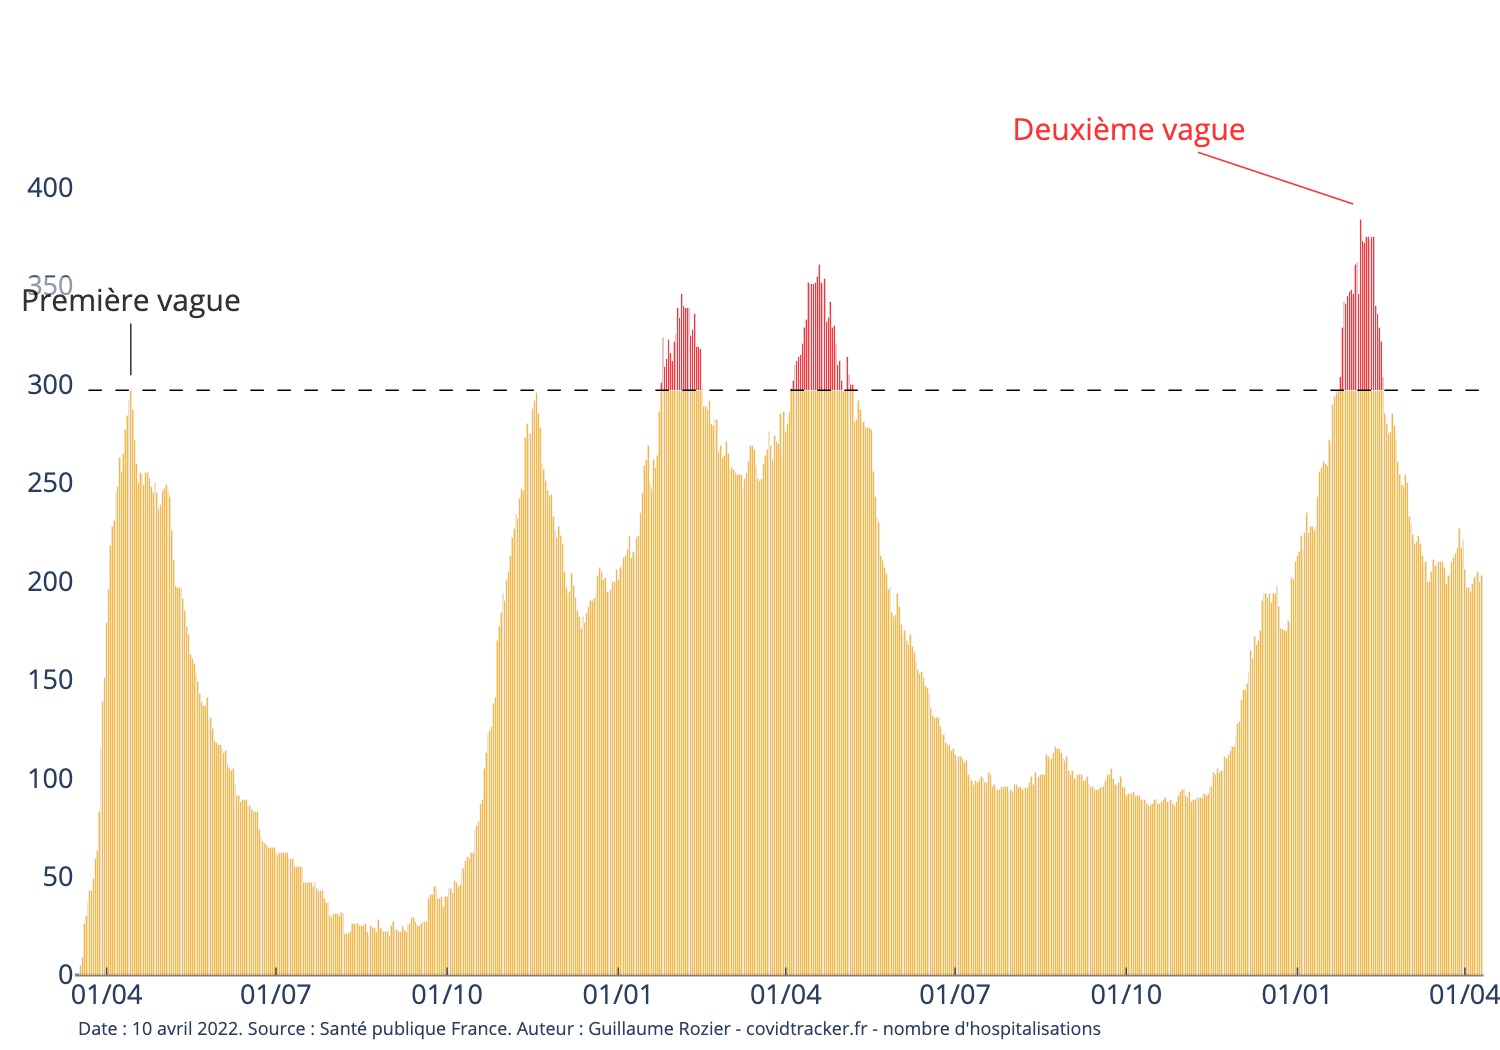 Deuxième vague
400
350
Première vague
300
250
200
150
100
50
0
01/04 01/07 01/10 01/01 01/04 01/07 01/10 01/01 01/04
Date : 10 avril 2022. Source : Santé publique France. Auteur : Guillaume Rozier - covidtracker.fr - nombre d'hospitalisations